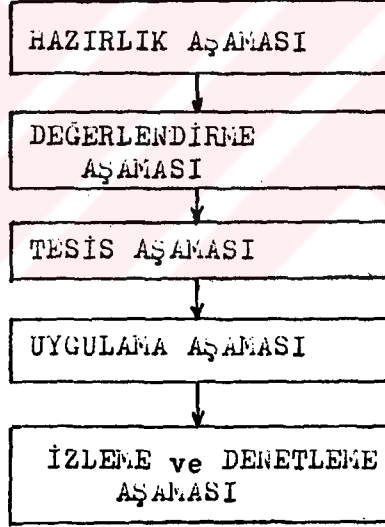 HAZIRLIK AŞAMASI
DEĞERLENDİRME
AŞAMASI
TESİS AŞAMASI
UYGULAMA AŞAMASI
İZLEME ve DENETLEME
AŞAMASI